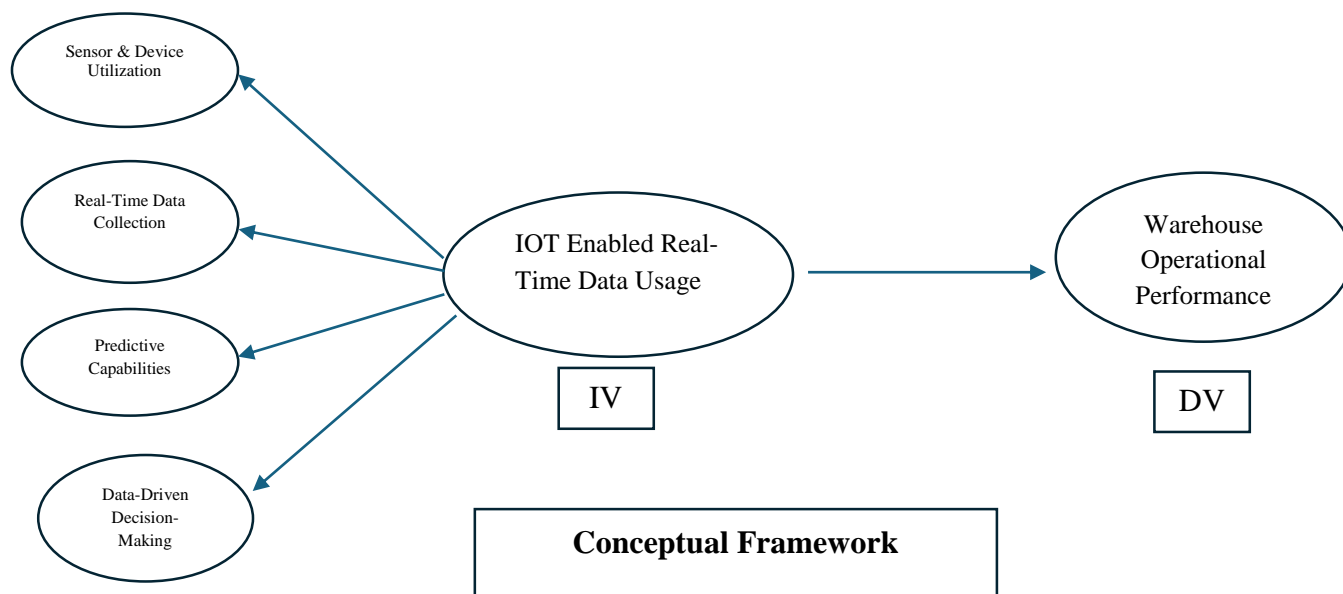 Sensor & Device
Utilization
Real-Time Data
Collection
Predictive
Capabilities
Data-Driven
Decision-
Making
IOT Enabled Real-
Time Data Usage
IV
Warehouse
Operational
Performance
DV
Conceptual Framework